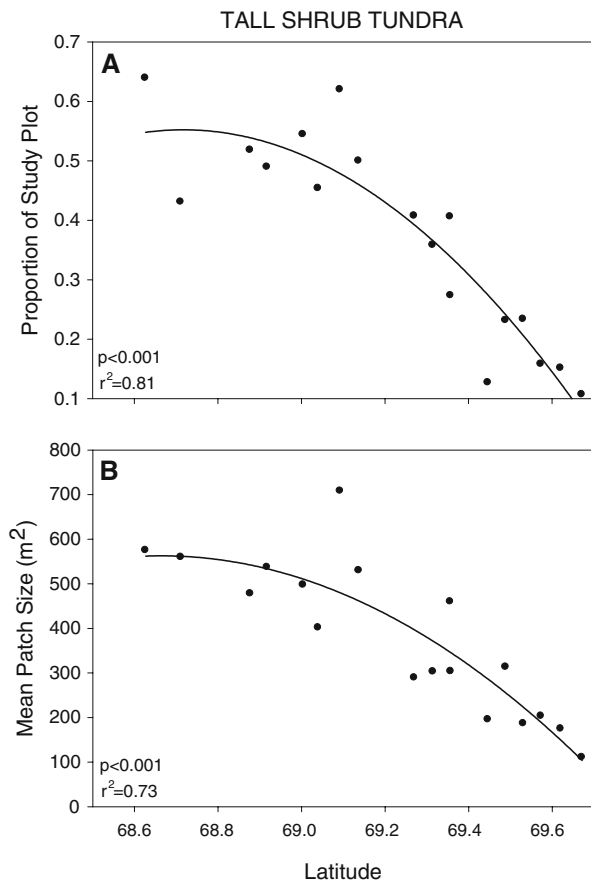 TALL SHRUB TUNDRA
A
Proportion of Study Plot
0.7
0.6
0.5
0.4
0.3
0.2
0.1
p<0.001
r²=0.81
B
Mean Patch Size (m²)
800
700
600
500
400
300
200
100
0
p<0.001
r²=0.73
68.6 68.8 69.0 69.2 69.4 69.6
Latitude